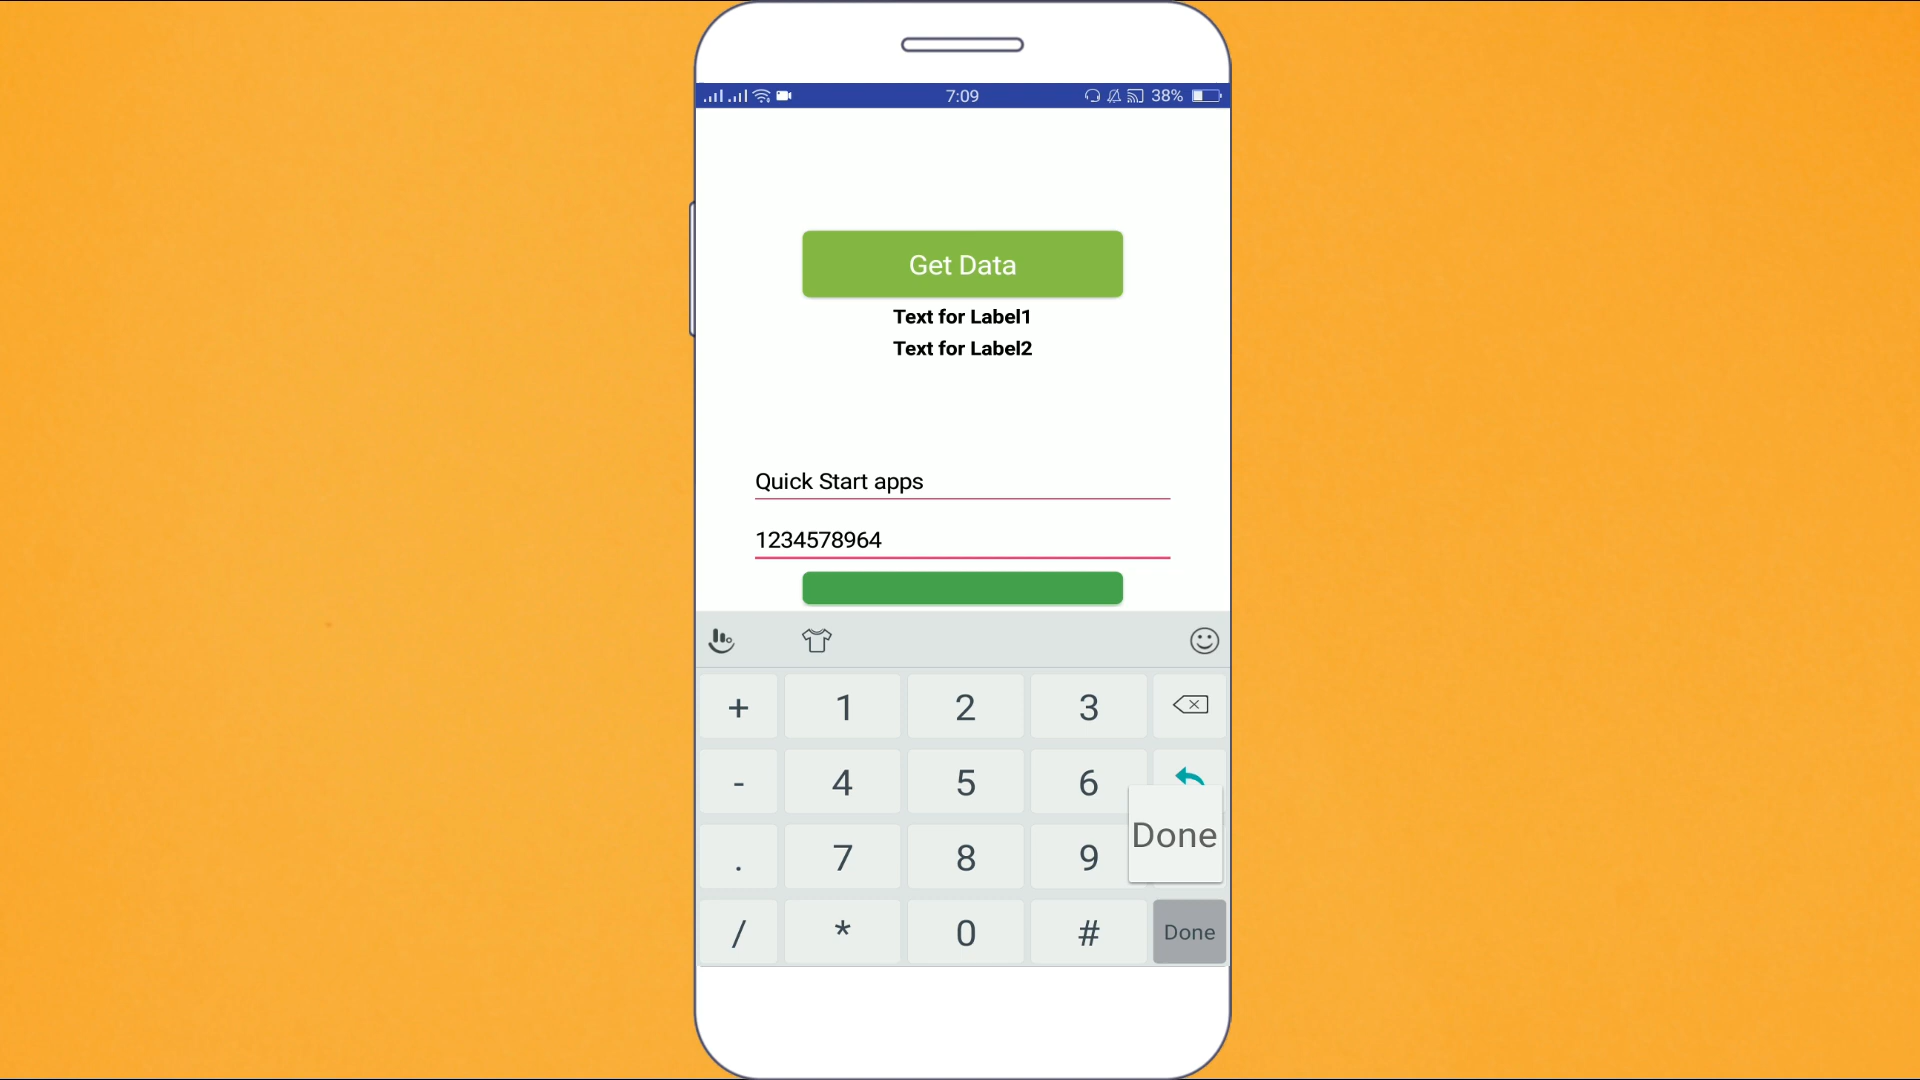 7:09
38%
Get Data
Text for Label1
Text for Label2
Quick Start apps
1234578964
+ 1 2 3
- 4 5 6
Done
. 7 8 9
/ * 0 # Done